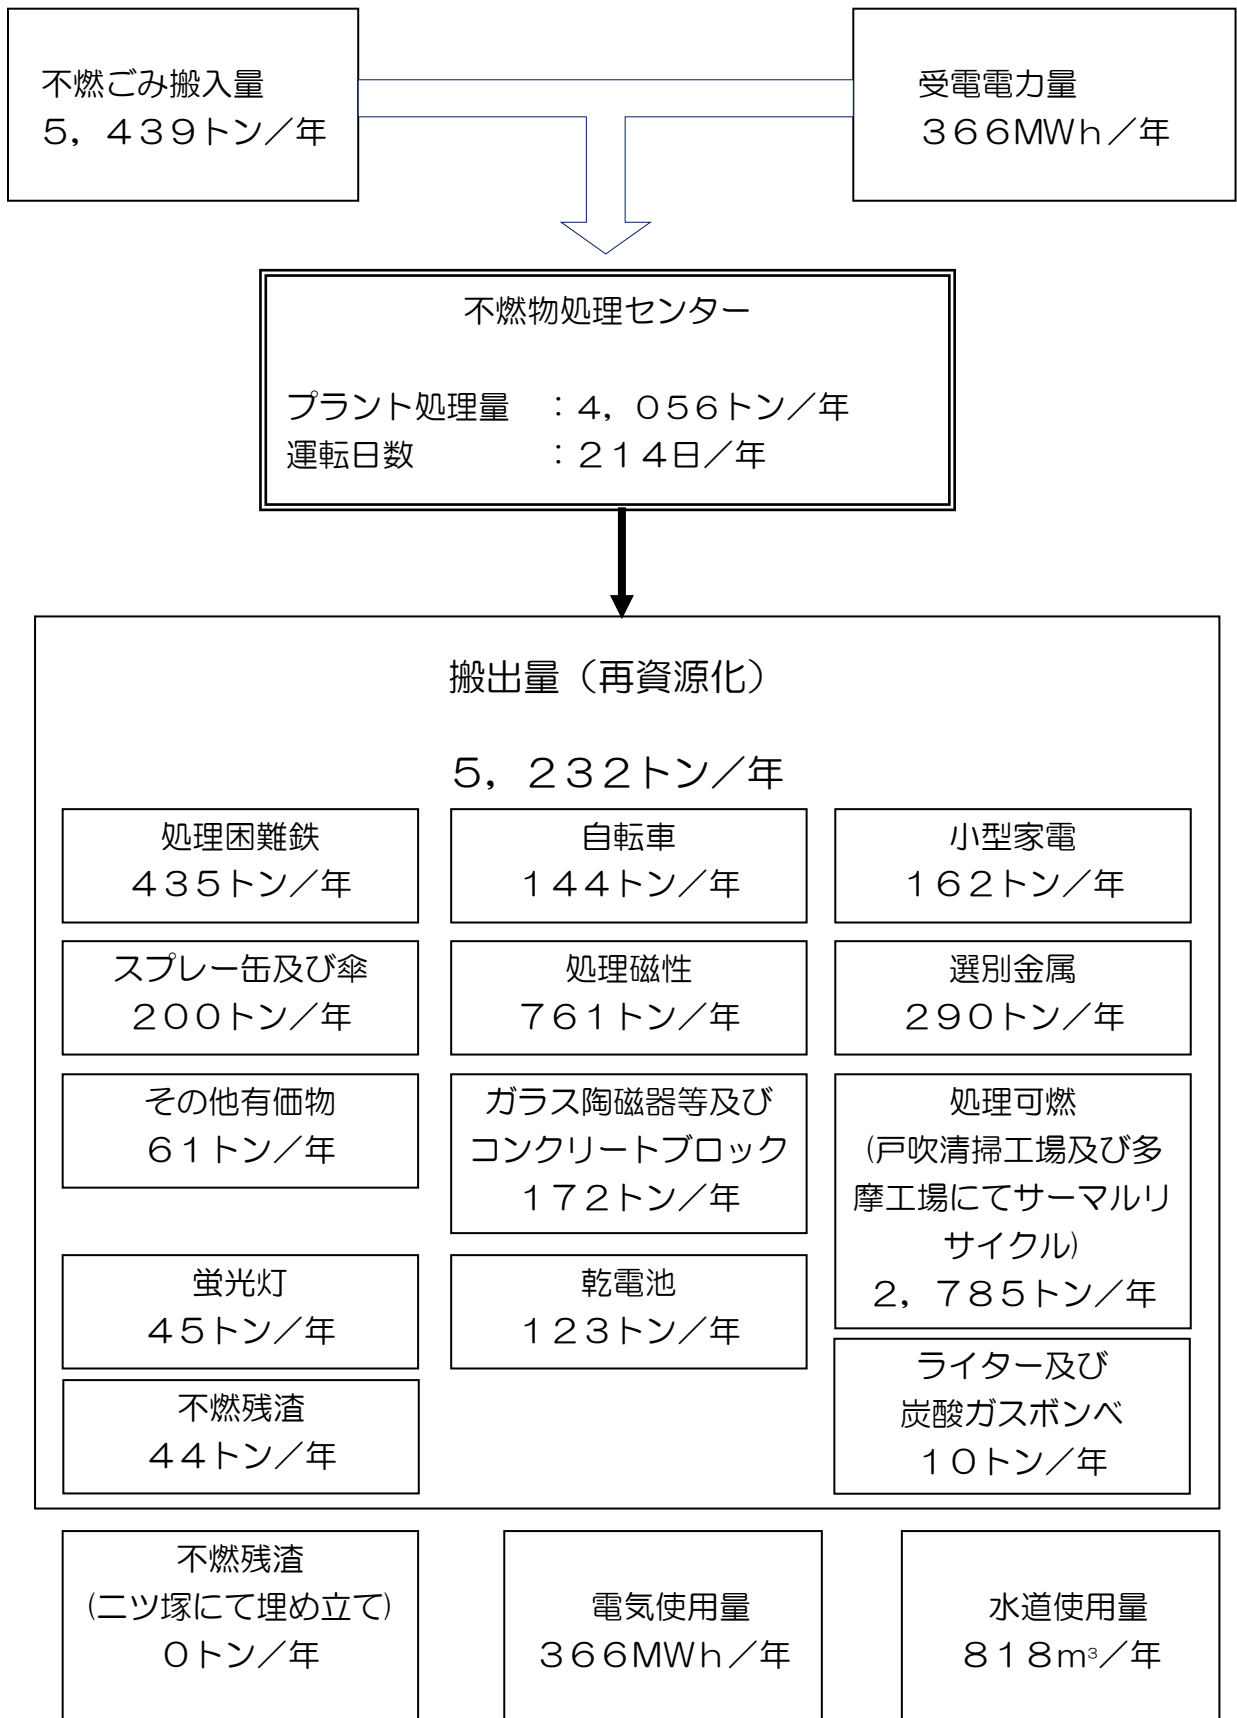 不燃ごみ搬入量
５，４３９トン／年
受電電力量
３６６MWｈ／年
不燃物処理センター
プラント処理量　：４，０５６トン／年
運転日数　　　　：２１４日／年
搬出量（再資源化）
５，２３２トン／年
処理困難鉄
４３５トン／年
自転車
１４４トン／年
小型家電
１６２トン／年
スプレー缶及び傘
２００トン／年
処理磁性
７６１トン／年
選別金属
２９０トン／年
その他有価物
６１トン／年
ガラス陶磁器等及び
コンクリートブロック
１７２トン／年
処理可燃
(戸吹清掃工場及び多
摩工場にてサーマルリ
サイクル)
２，７８５トン／年
蛍光灯
４５トン／年
乾電池
１２３トン／年
ライター及び
炭酸ガスボンベ
１０トン／年
不燃残渣
４４トン／年
不燃残渣
(二ツ塚にて埋め立て)
０トン／年
電気使用量
３６６MWｈ／年
水道使用量
８１８ｍ³／年